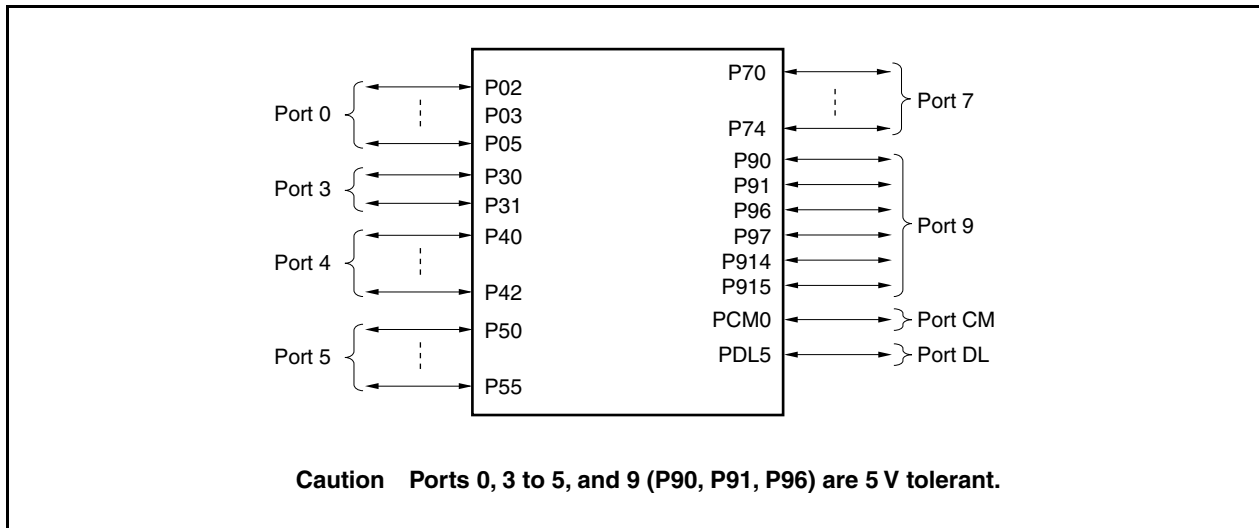 Port 0
P02
P03
P05
Port 3
P30
P31
Port 4
P40
P42
Port 5
P50
P55
P70
P74
Port 7
P90
P91
P96
P97
P914
P915
Port 9
PCM0
Port CM
PDL5
Port DL
Caution Ports 0, 3 to 5, and 9 (P90, P91, P96) are 5 V tolerant.